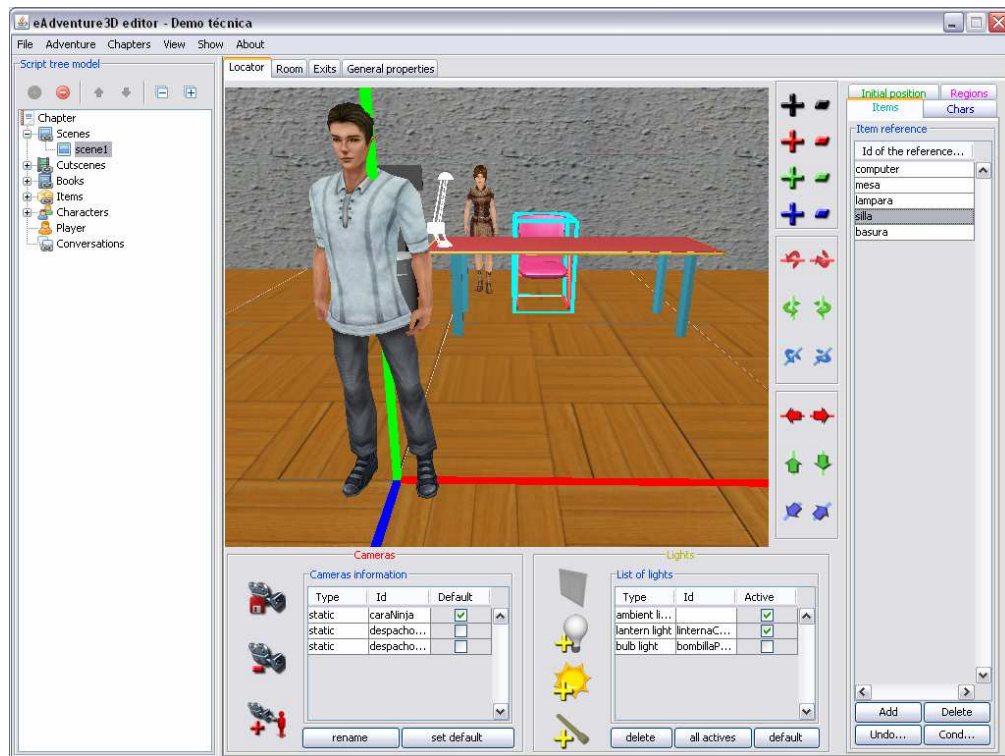 eAdventure3D editor - Demo técnica
File Adventure Chapters View Show About
Script tree model
Chapter
Scenes
scene1
Cutscenes
Books
Items
Characters
Player
Conversations
Locator Room Exits General properties
Cameras
Cameras information
Type Id Default
static caraNinja
static despacho...
static despacho...
rename set default
Lights
List of lights
Type Id Active
ambient li...
lantern light linternaC...
bulb light bombillaP...
delete all actives default
Initial position Regions
Items Chars
Item reference
Id of the reference...
computer
mesa
lampara
silla
basura
Add Delete
Undo... Cond...